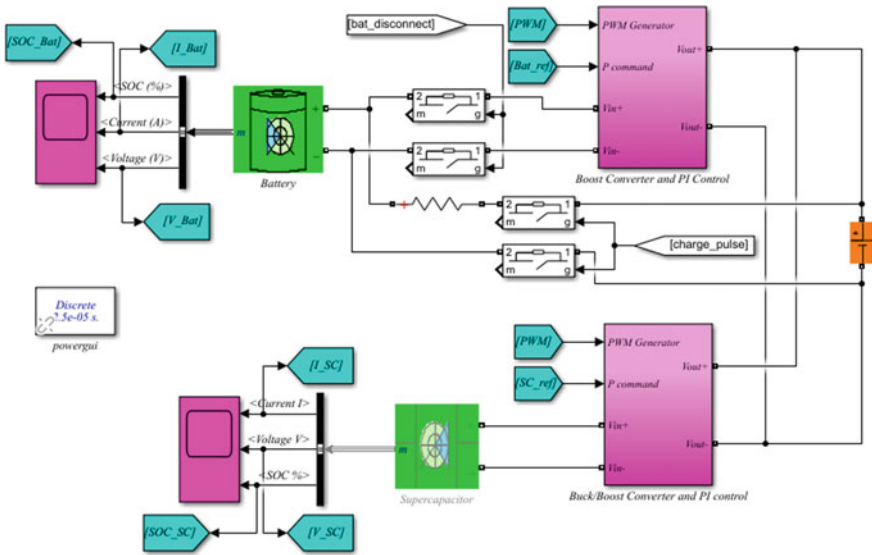 [SOC_Bat]
[I_Bat]
[bat_disconnect]
[PWM]
PWM Generator
Vout+
[Bat_ref]
P command
<SOC (%)>
<Current (A)>
<Voltage (V)>
m
+
−
Battery
2 1
m g
2 1
m g
Vin+
Vin-
Vout-
Boost Converter and PI Control
[V_Bat]
+
2 1
m g
[charge_pulse]
2 1
m g
+
Discrete
powergui
[PWM]
PWM Generator
Vout+
[SC_ref]
P command
[I_SC]
<Current I>
<Voltage V>
<SOC %>
m
+
−
Supercapacitor
Vin+
Vin-
Vout-
Buck/Boost Converter and PI control
[SOC_SC]
[V_SC]